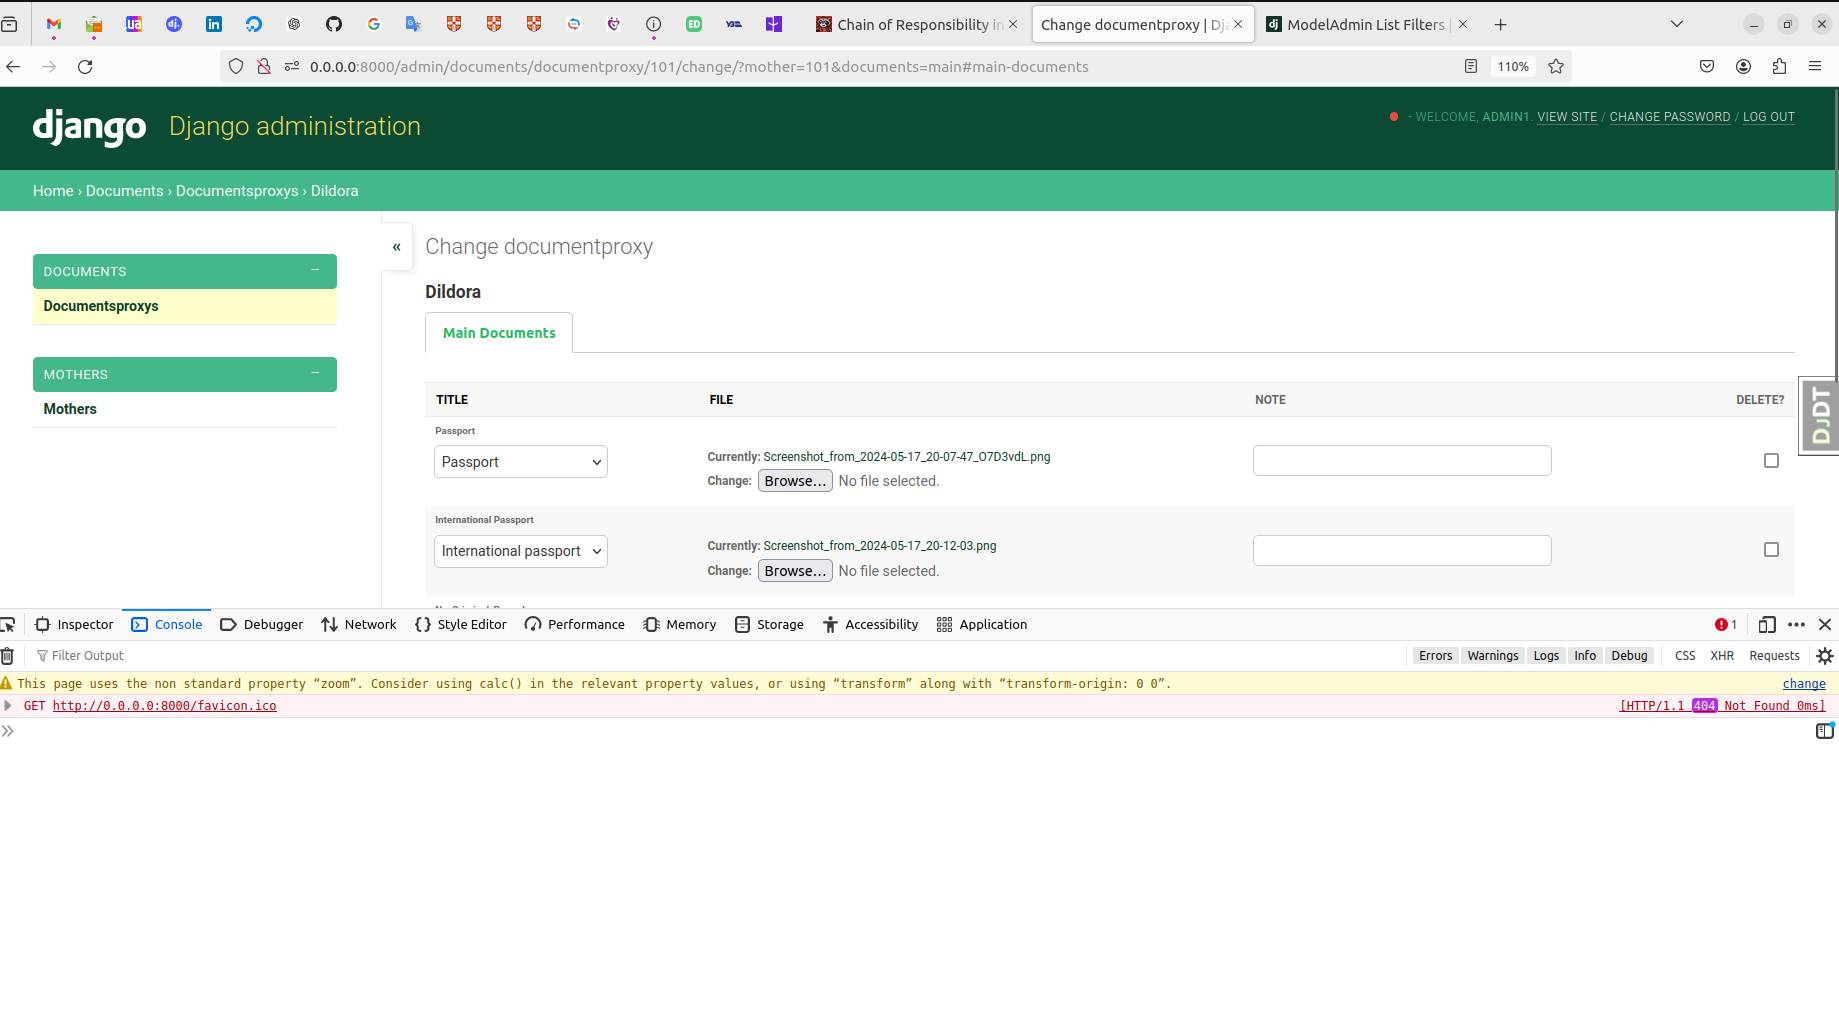 Chain of Responsibility in
Change documentproxy | Dja
ModelAdmin List Filters |
0.0.0.0:8000/admin/documents/documentproxy/101/change/?mother=101&documents=main#main-documents
110%
django
Django administration
- WELCOME, ADMIN1. VIEW SITE / CHANGE PASSWORD / LOG OUT
Home › Documents › Documentsproxys › Dildora
«
Change documentproxy
DOCUMENTS
Documentsproxys
MOTHERS
Mothers
Dildora
Main Documents
TITLE FILE NOTE DELETE?
Passport
Passport
Currently: Screenshot_from_2024-05-17_20-07-47_O7D3vdL.png
Change: Browse... No file selected.
International Passport
International passport
Currently: Screenshot_from_2024-05-17_20-12-03.png
Change: Browse... No file selected.
DJDT
Inspector Console Debugger Network Style Editor Performance Memory Storage Accessibility Application 1
Filter Output Errors Warnings Logs Info Debug CSS XHR Requests
This page uses the non standard property “zoom”. Consider using calc() in the relevant property values, or using “transform” along with “transform-origin: 0 0”. change
GET http://0.0.0.0:8000/favicon.ico [HTTP/1.1 404 Not Found 0ms]